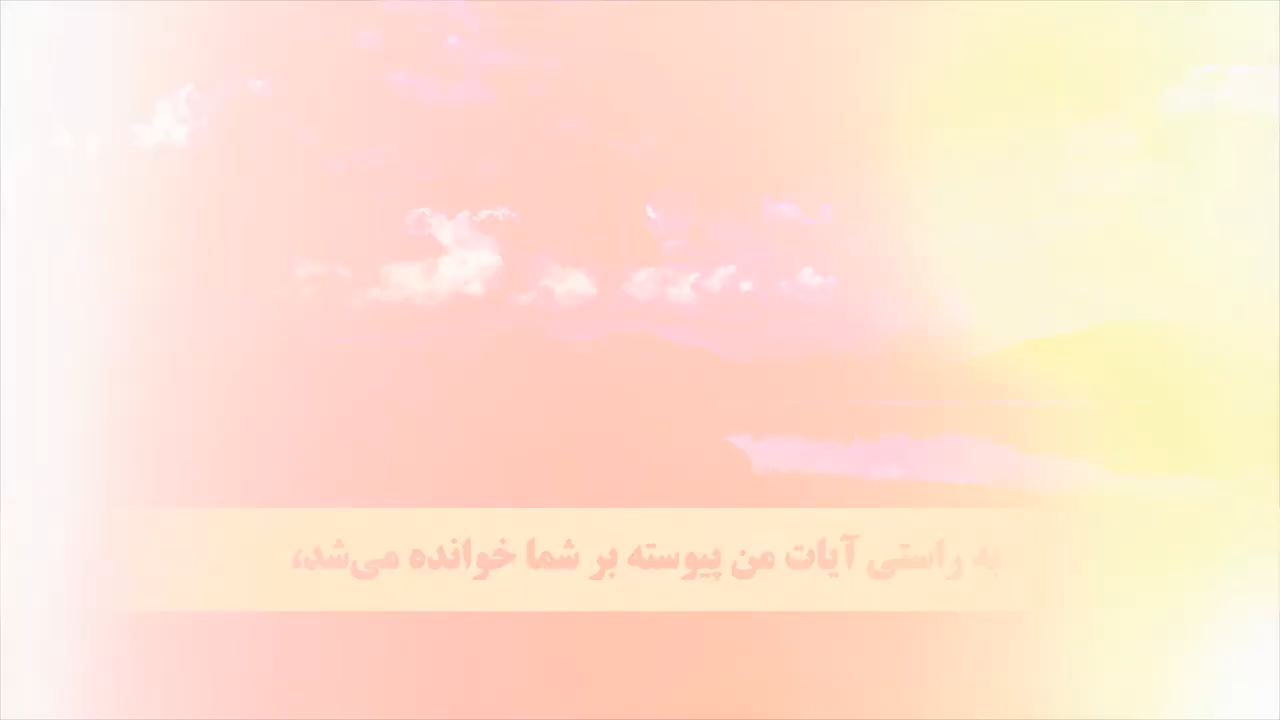 به راستی آیات من پیوسته بر شما خوانده می‌شد،